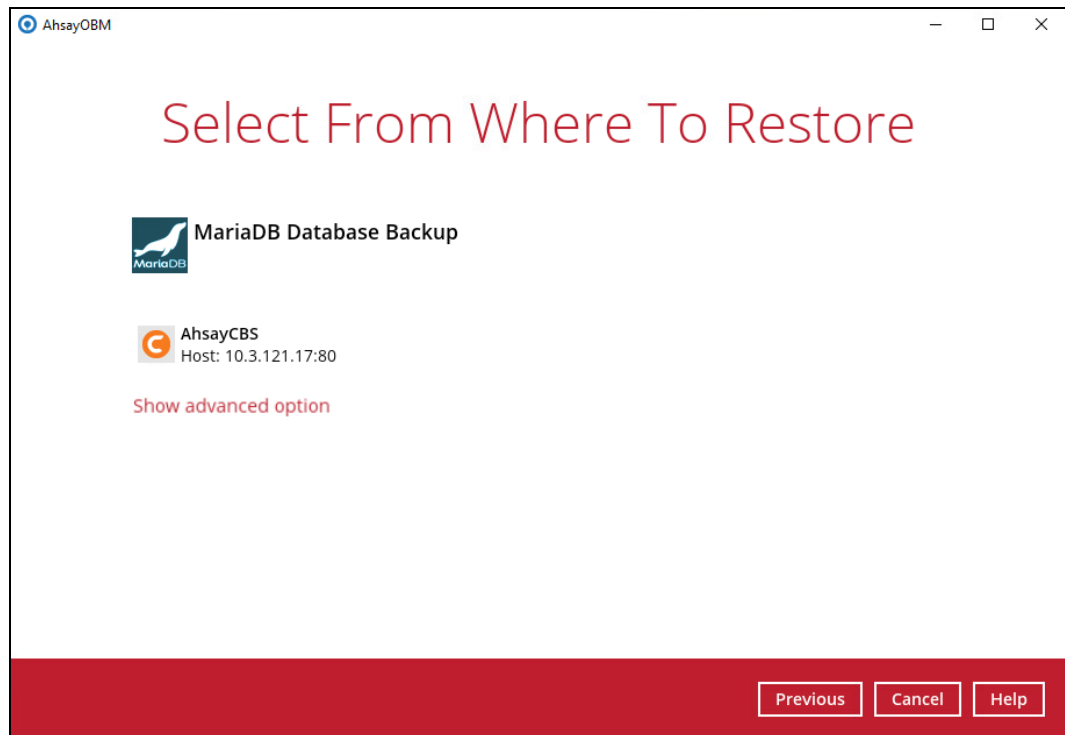 AhsayOBM
Select From Where To Restore
MariaDB Database Backup
MariaDB
AhsayCBS
Host: 10.3.121.17:80
Show advanced option
Previous Cancel Help